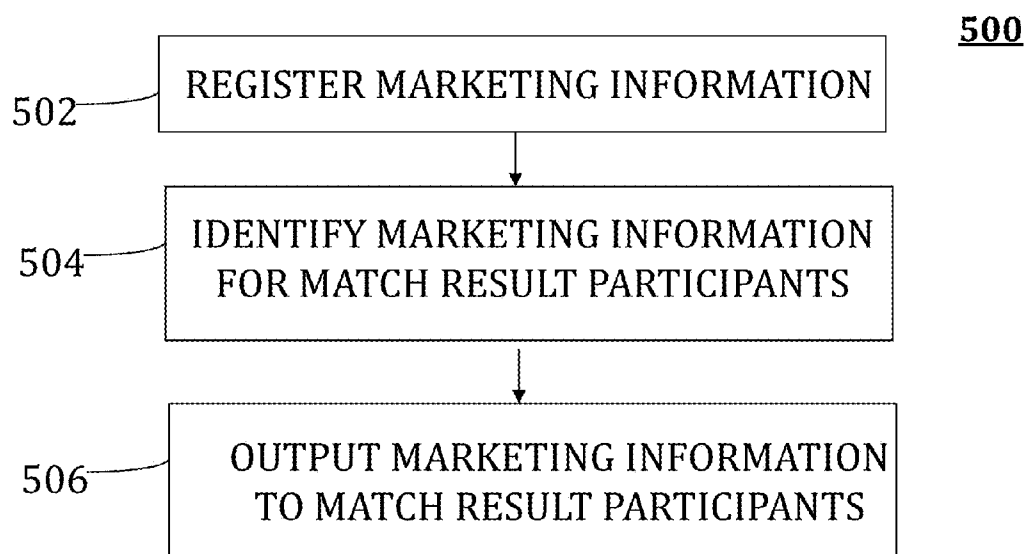 500
502
REGISTER MARKETING INFORMATION
504
IDENTIFY MARKETING INFORMATION
FOR MATCH RESULT PARTICIPANTS
506
OUTPUT MARKETING INFORMATION
TO MATCH RESULT PARTICIPANTS